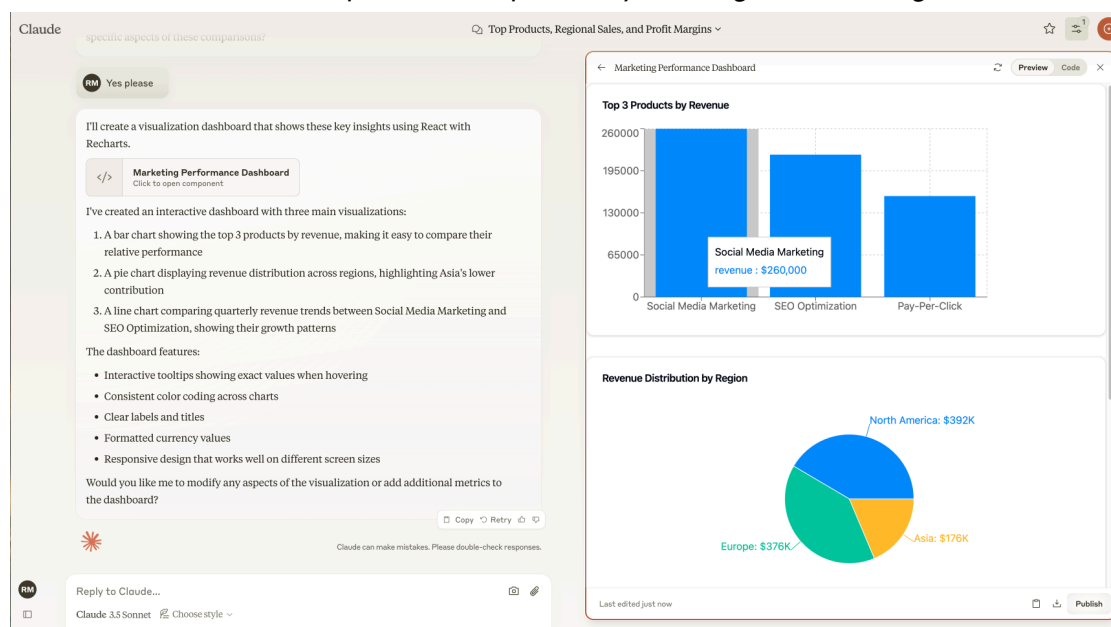 Claude
Top Products, Regional Sales, and Profit Margins
1
specific aspects of these comparisons?
RM Yes please
I'll create a visualization dashboard that shows these key insights using React with
Recharts.
</> Marketing Performance Dashboard
Click to open component
I've created an interactive dashboard with three main visualizations:
1. A bar chart showing the top 3 products by revenue, making it easy to compare their
relative performance
2. A pie chart displaying revenue distribution across regions, highlighting Asia's lower
contribution
3. A line chart comparing quarterly revenue trends between Social Media Marketing and
SEO Optimization, showing their growth patterns
The dashboard features:
• Interactive tooltips showing exact values when hovering
• Consistent color coding across charts
• Clear labels and titles
• Formatted currency values
• Responsive design that works well on different screen sizes
Would you like me to modify any aspects of the visualization or add additional metrics to
the dashboard?
Copy Retry
Claude can make mistakes. Please double-check responses.
RM
Reply to Claude...
Claude 3.5 Sonnet Choose style
← Marketing Performance Dashboard
Preview Code
Top 3 Products by Revenue
260000
195000
130000
65000
0
Social Media Marketing
revenue : $260,000
Social Media Marketing SEO Optimization Pay-Per-Click
Revenue Distribution by Region
North America: $392K
Europe: $376K
Asia: $176K
Last edited just now
Publish